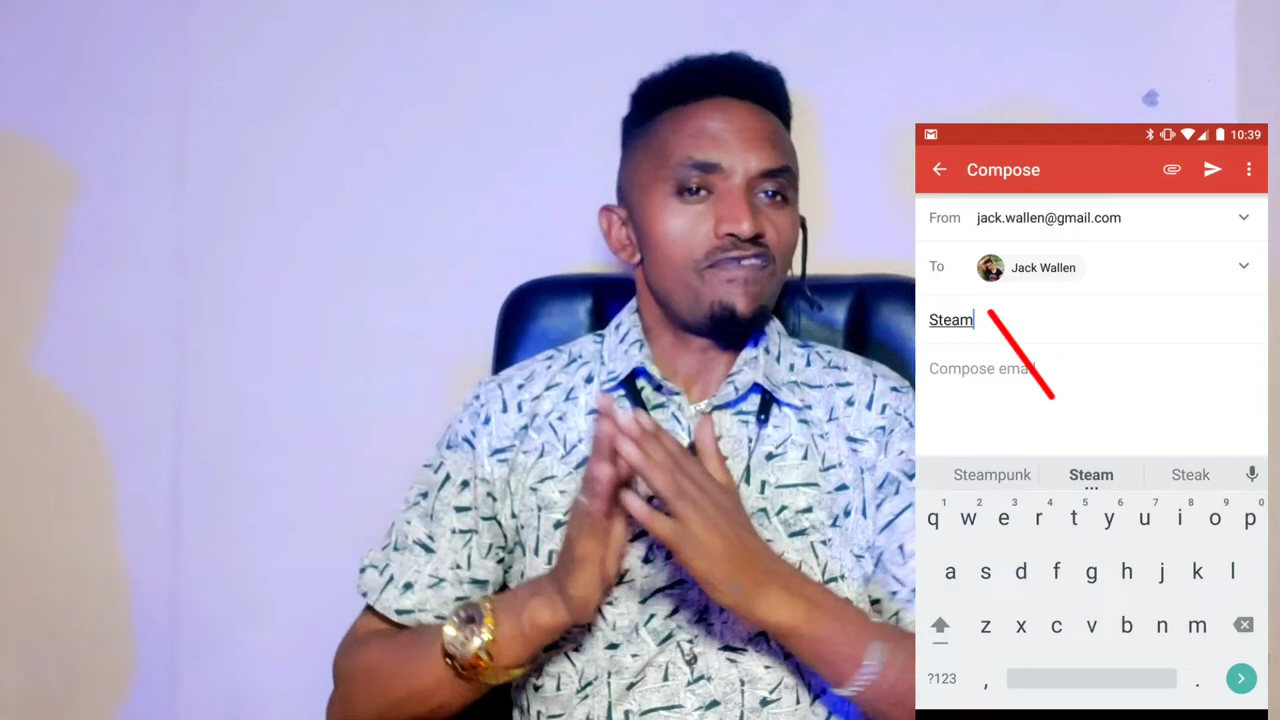 10:39
Compose
From jack.wallen@gmail.com
To Jack Wallen
Steam
Compose email
Steampunk Steam Steak
1 2 3 4 5 6 7 8 9 0
q w e r t y u i o p
a s d f g h j k l
z x c v b n m
?123 , .